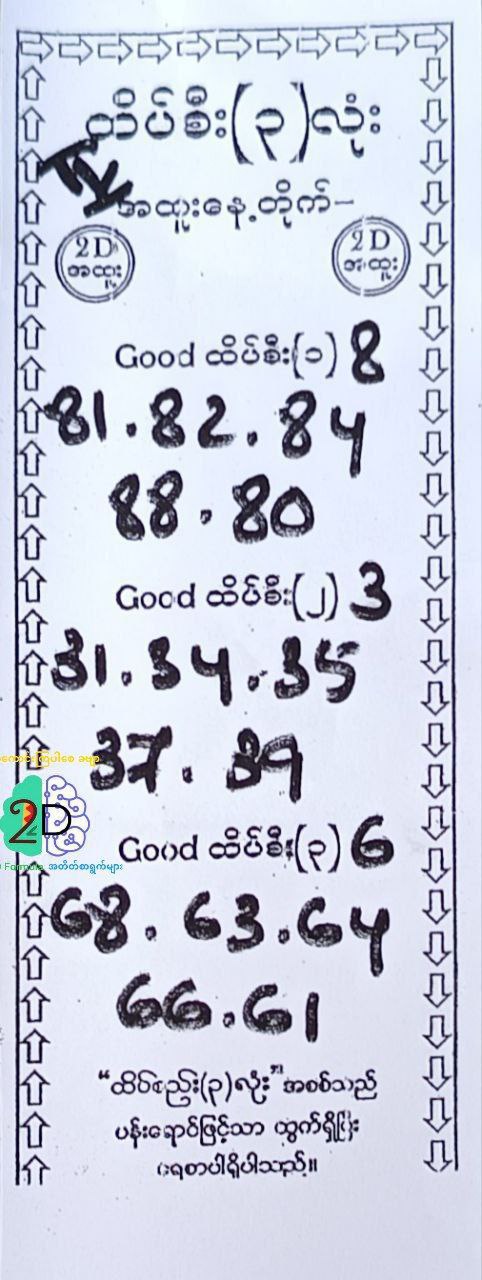 ထိပ်စီး(၃)လုံး
အထူးနေ့တိုက်-
2D
အထူး
2D
အထူး
Good ထိပ်စီး(၁) 8
81 . 82 . 84
88 . 80
Good ထိပ်စီး(၂) 3
31 . 34 . 35
37 . 39
2D
Formula အတိတ်စာရွက်များ
Good ထိပ်စီး(၃) 6
68 . 63 . 64
66 . 61
"ထိပ်စည်း(၃)လုံး" အစစ်သည်
ပန်းရောင်ဖြင့်သာ ထွက်ရှိပြီး
ရေစာပါရှိပါသည်။